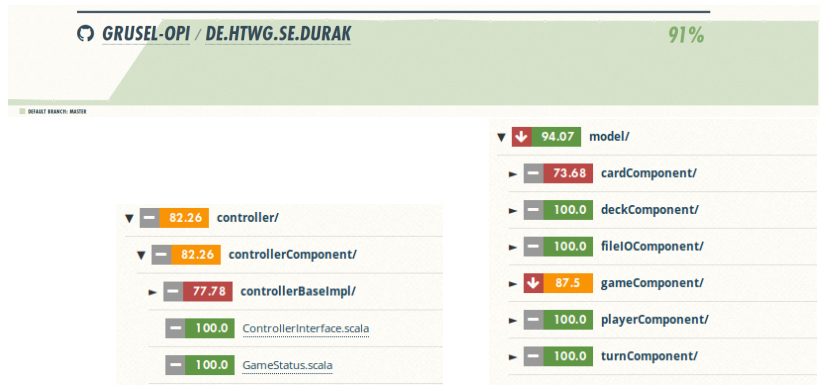 GRUSEL-OPI / DE.HTWG.SE.DURAK 91%
DEFAULT BRANCH: MASTER
82.26 controller/
82.26 controllerComponent/
77.78 controllerBaseImpl/
100.0 ControllerInterface.scala
100.0 GameStatus.scala
94.07 model/
73.68 cardComponent/
100.0 deckComponent/
100.0 fileIOComponent/
87.5 gameComponent/
100.0 playerComponent/
100.0 turnComponent/